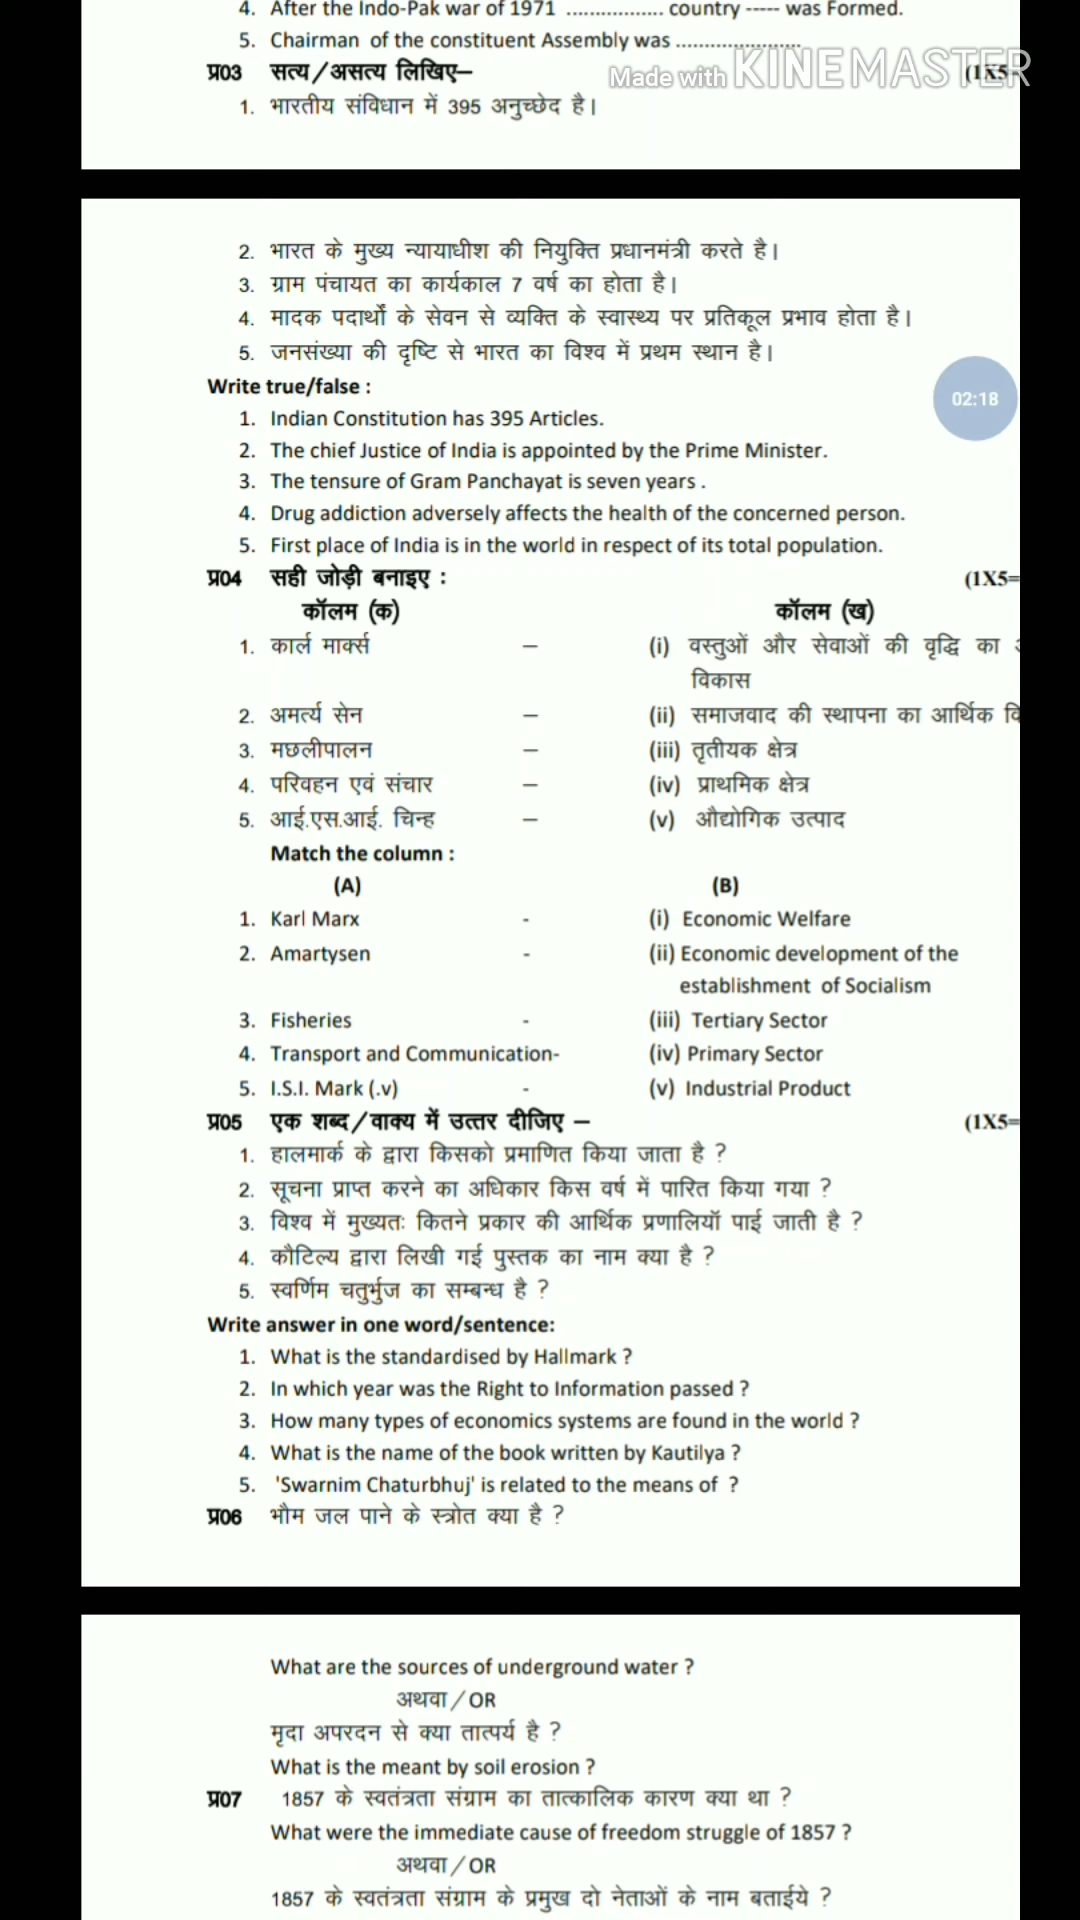 4. After the Indo-Pak war of 1971 ................. country ----- was Formed.
5. Chairman of the constituent Assembly was ......................
Made with KINEMASTER
प्र03 सत्य/असत्य लिखिए– (1X5=
1. भारतीय संविधान में 395 अनुच्छेद है।
2. भारत के मुख्य न्यायाधीश की नियुक्ति प्रधानमंत्री करते है।
3. ग्राम पंचायत का कार्यकाल 7 वर्ष का होता है।
4. मादक पदार्थों के सेवन से व्यक्ति के स्वास्थ्य पर प्रतिकूल प्रभाव होता है।
5. जनसंख्या की दृष्टि से भारत का विश्व में प्रथम स्थान है।
Write true/false :
02:18
1. Indian Constitution has 395 Articles.
2. The chief Justice of India is appointed by the Prime Minister.
3. The tensure of Gram Panchayat is seven years .
4. Drug addiction adversely affects the health of the concerned person.
5. First place of India is in the world in respect of its total population.
प्र04 सही जोड़ी बनाइए : (1X5=
कॉलम (क) कॉलम (ख)
1. कार्ल मार्क्स – (i) वस्तुओं और सेवाओं की वृद्धि का
विकास
2. अमर्त्य सेन – (ii) समाजवाद की स्थापना का आर्थिक
3. मछलीपालन – (iii) तृतीयक क्षेत्र
4. परिवहन एवं संचार – (iv) प्राथमिक क्षेत्र
5. आई.एस.आई. चिन्ह – (v) औद्योगिक उत्पाद
Match the column :
(A) (B)
1. Karl Marx - (i) Economic Welfare
2. Amartysen - (ii) Economic development of the
establishment of Socialism
3. Fisheries - (iii) Tertiary Sector
4. Transport and Communication- (iv) Primary Sector
5. I.S.I. Mark (.v) - (v) Industrial Product
प्र05 एक शब्द/वाक्य में उत्तर दीजिए – (1X5=
1. हालमार्क के द्वारा किसको प्रमाणित किया जाता है ?
2. सूचना प्राप्त करने का अधिकार किस वर्ष में पारित किया गया ?
3. विश्व में मुख्यतः कितने प्रकार की आर्थिक प्रणालियॉ पाई जाती है ?
4. कौटिल्य द्वारा लिखी गई पुस्तक का नाम क्या है ?
5. स्वर्णिम चतुर्भुज का सम्बन्ध है ?
Write answer in one word/sentence:
1. What is the standardised by Hallmark ?
2. In which year was the Right to Information passed ?
3. How many types of economics systems are found in the world ?
4. What is the name of the book written by Kautilya ?
5. 'Swarnim Chaturbhuj' is related to the means of ?
प्र06 भौम जल पाने के स्त्रोत क्या है ?
What are the sources of underground water ?
अथवा/OR
मृदा अपरदन से क्या तात्पर्य है ?
What is the meant by soil erosion ?
प्र07 1857 के स्वतंत्रता संग्राम का तात्कालिक कारण क्या था ?
What were the immediate cause of freedom struggle of 1857 ?
अथवा/OR
1857 के स्वतंत्रता संग्राम के प्रमुख दो नेताओं के नाम बताईये ?